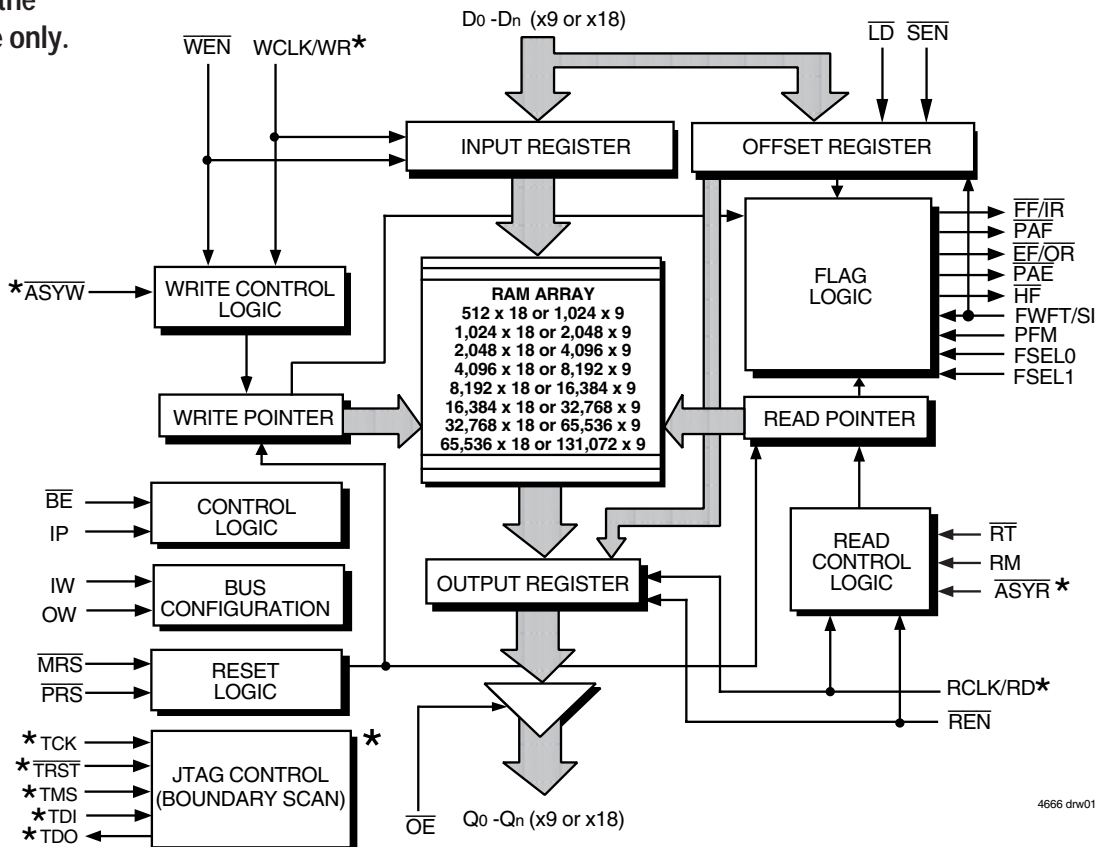 the
e only.
D0 -Dn (x9 or x18)
WEN
WCLK/WR*
LD
SEN
INPUT REGISTER
OFFSET REGISTER
FF/IR
PAF
EF/OR
PAE
HF
FWFT/SI
PFM
FSEL0
FSEL1
FLAG
LOGIC
*ASYW
WRITE CONTROL
LOGIC
RAM ARRAY
512 x 18 or 1,024 x 9
1,024 x 18 or 2,048 x 9
2,048 x 18 or 4,096 x 9
4,096 x 18 or 8,192 x 9
8,192 x 18 or 16,384 x 9
16,384 x 18 or 32,768 x 9
32,768 x 18 or 65,536 x 9
65,536 x 18 or 131,072 x 9
WRITE POINTER
READ POINTER
BE
IP
CONTROL
LOGIC
READ
CONTROL
LOGIC
RT
RM
ASYR*
IW
OW
BUS
CONFIGURATION
OUTPUT REGISTER
MRS
PRS
RESET
LOGIC
RCLK/RD*
REN
*TCK
*TRST
*TMS
*TDI
*TDO
JTAG CONTROL
(BOUNDARY SCAN)
*
OE
Q0 -Qn (x9 or x18)
4666 drw01